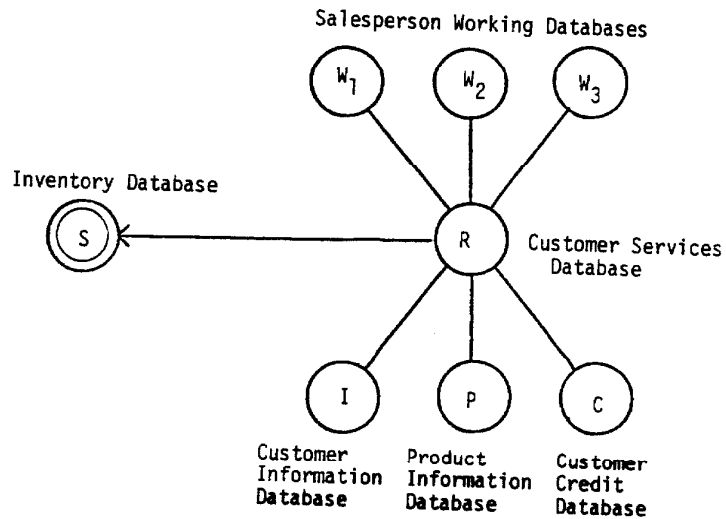 Salesperson Working Databases
W1 W2 W3
Inventory Database
S
R
Customer Services
Database
I P C
Customer
Information
Database
Product
Information
Database
Customer
Credit
Database